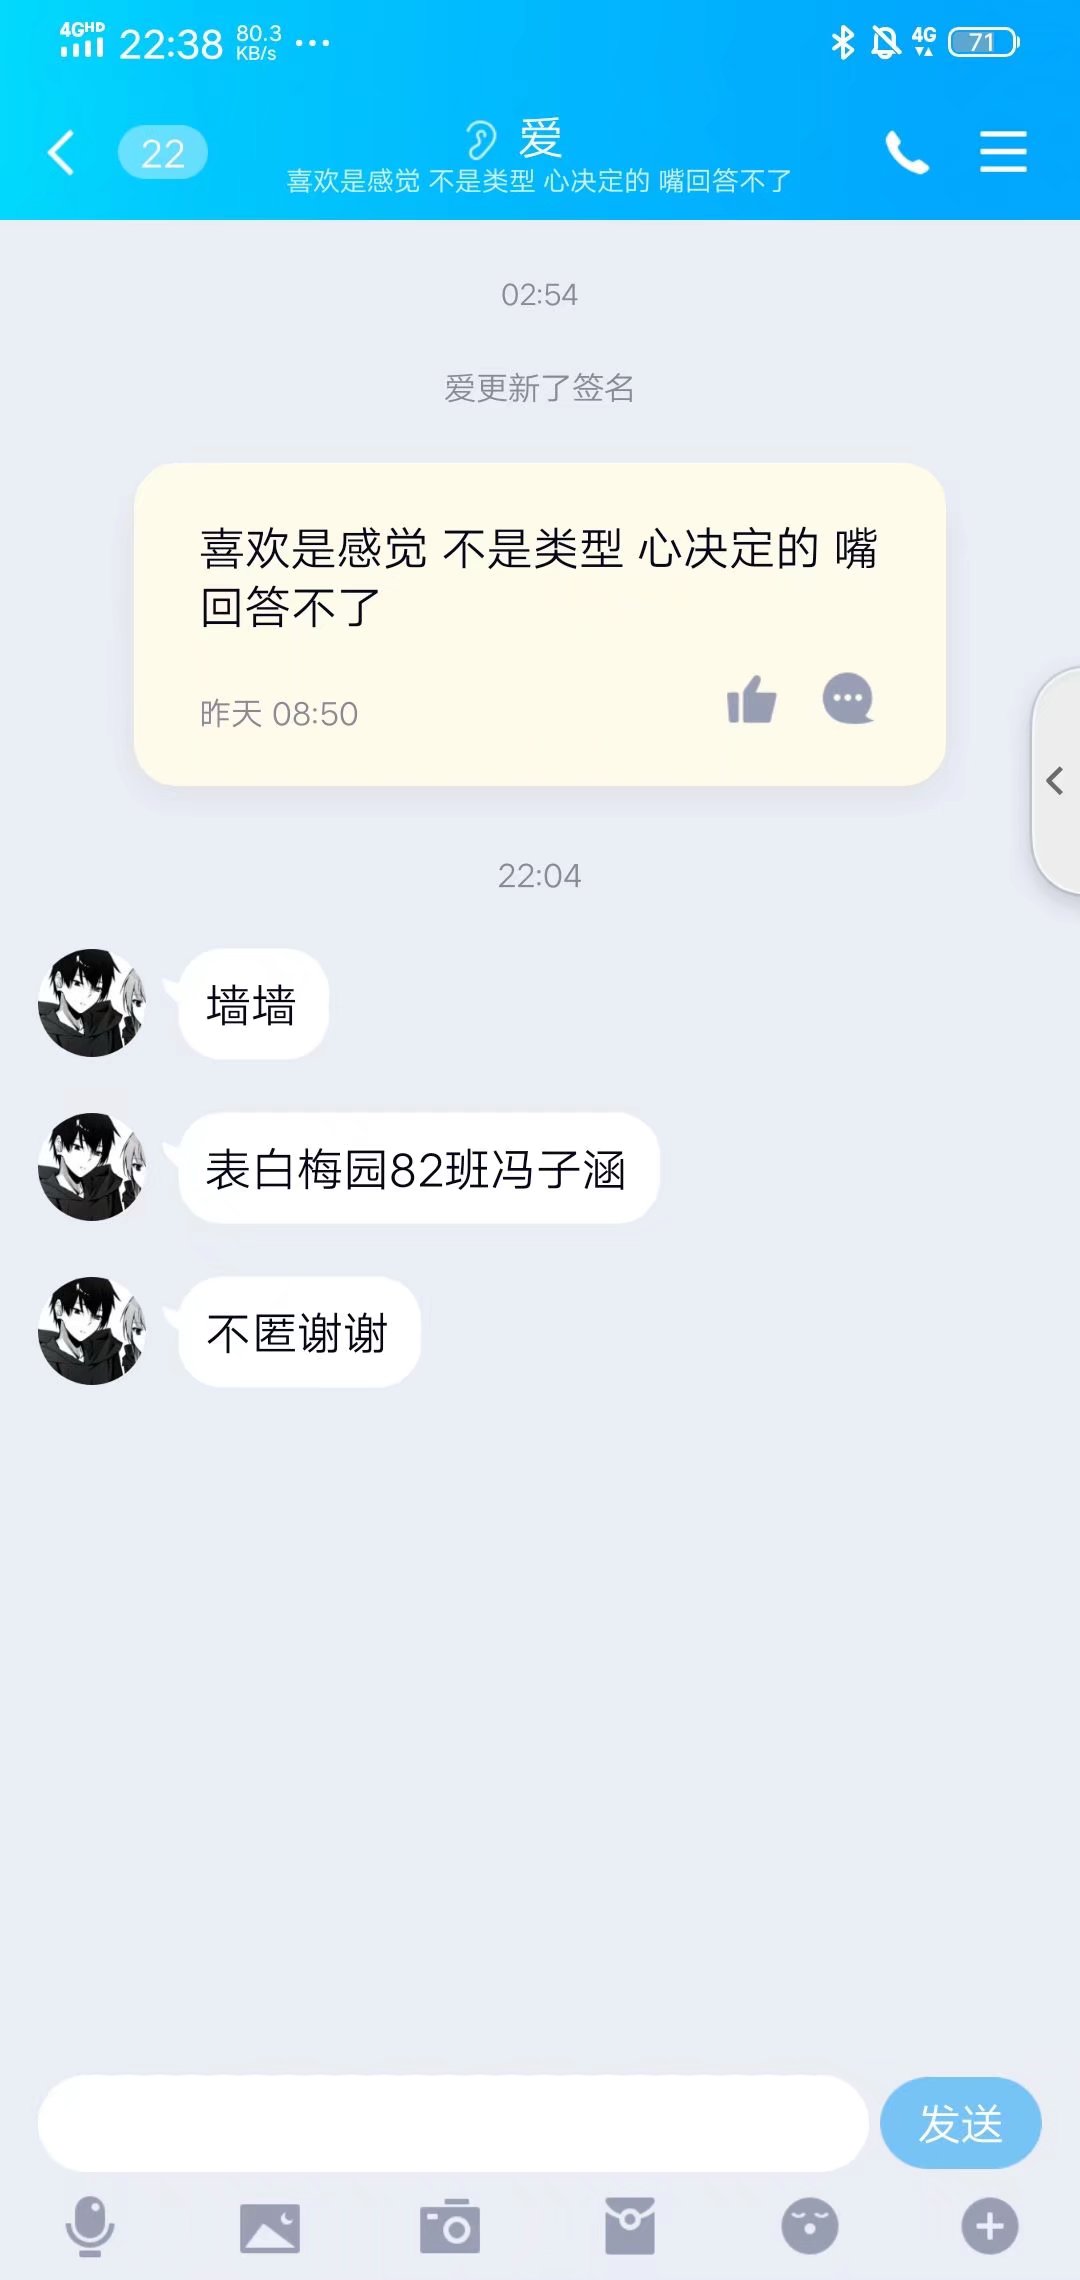 4GHD 22:38 80.3 KB/s ... 4G 71
22 爱
喜欢是感觉 不是类型 心决定的 嘴回答不了
02:54
爱更新了签名
喜欢是感觉 不是类型 心决定的 嘴
回答不了
昨天 08:50
22:04
墙墙
表白梅园82班冯子涵
不匿谢谢
发送